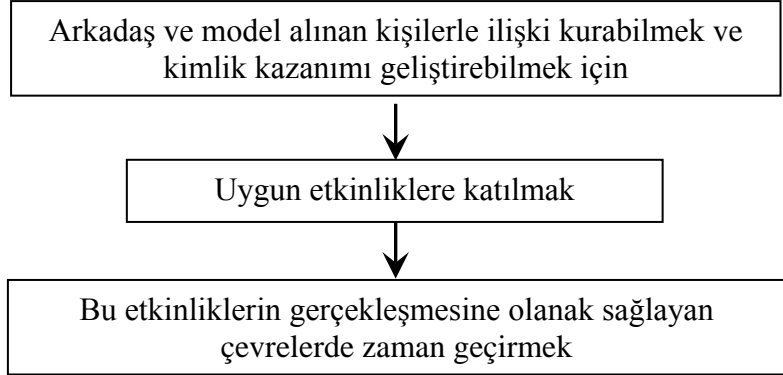 Arkadaş ve model alınan kişilerle ilişki kurabilmek ve
kimlik kazanımı geliştirebilmek için
Uygun etkinliklere katılmak
Bu etkinliklerin gerçekleşmesine olanak sağlayan
çevrelerde zaman geçirmek